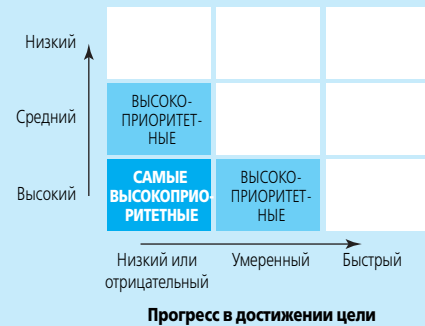 Низкий
Средний
ВЫСОКО-
ПРИОРИТЕТ-
НЫЕ
Высокий
САМЫЕ
ВЫСОКОПРИО-
РИТЕТНЫЕ
ВЫСОКО-
ПРИОРИТЕТ-
НЫЕ
Низкий или
отрицательный
Умеренный
Быстрый
Прогресс в достижении цели